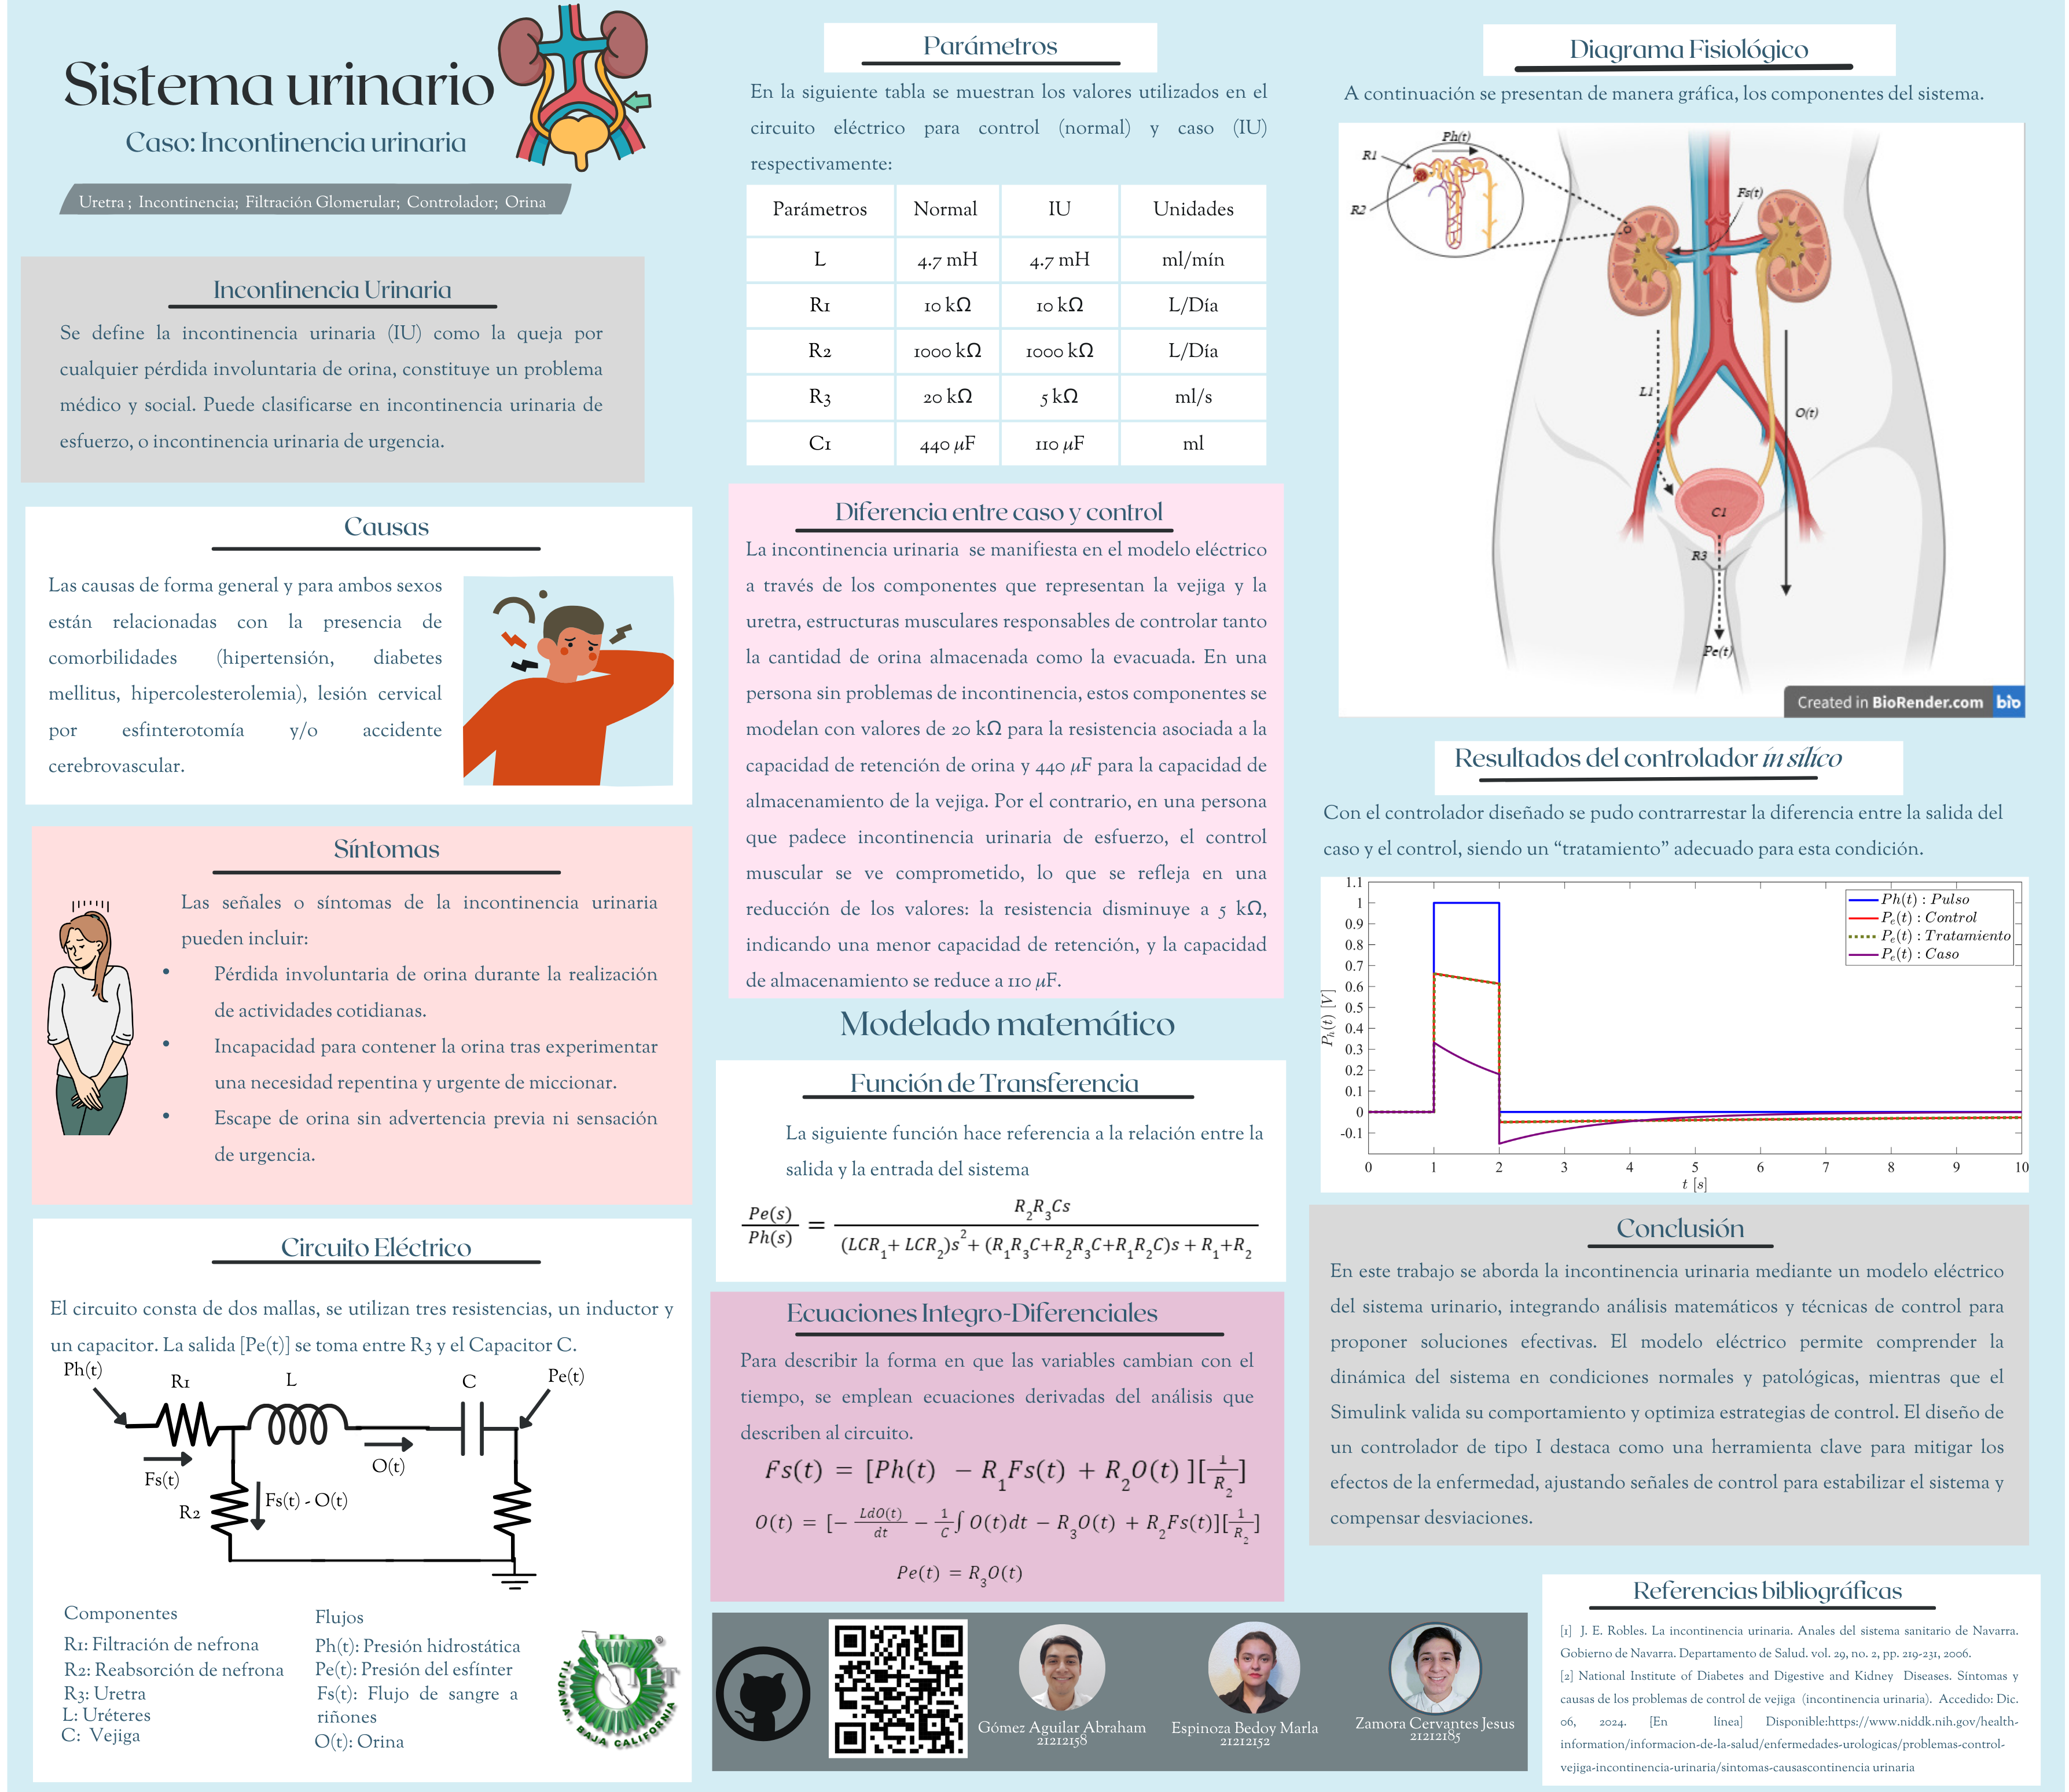 Sistema urinario
Caso: Incontinencia urinaria
Uretra ; Incontinencia; Filtración Glomerular; Controlador; Orina
Incontinencia Urinaria
Se define la incontinencia urinaria (IU) como la queja por
cualquier pérdida involuntaria de orina, constituye un problema
médico y social. Puede clasificarse en incontinencia urinaria de
esfuerzo, o incontinencia urinaria de urgencia.
Causas
Las causas de forma general y para ambos sexos
están relacionadas con la presencia de
comorbilidades (hipertensión, diabetes
mellitus, hipercolesterolemia), lesión cervical
por esfinterotomía y/o accidente
cerebrovascular.
Síntomas
Las señales o síntomas de la incontinencia urinaria
pueden incluir:
• Pérdida involuntaria de orina durante la realización
de actividades cotidianas.
• Incapacidad para contener la orina tras experimentar
una necesidad repentina y urgente de miccionar.
• Escape de orina sin advertencia previa ni sensación
de urgencia.
Circuito Eléctrico
El circuito consta de dos mallas, se utilizan tres resistencias, un inductor y
un capacitor. La salida [Pe(t)] se toma entre R3 y el Capacitor C.
Ph(t)
R1
L
C
Pe(t)
Fs(t)
O(t)
R2
Fs(t) - O(t)
Componentes
R1: Filtración de nefrona
R2: Reabsorción de nefrona
R3: Uretra
L: Uréteres
C: Vejiga
Flujos
Ph(t): Presión hidrostática
Pe(t): Presión del esfínter
Fs(t): Flujo de sangre a
riñones
O(t): Orina
ITT
®
TIJUANA, BAJA CALIFORNIA
Parámetros
En la siguiente tabla se muestran los valores utilizados en el
circuito eléctrico para control (normal) y caso (IU)
respectivamente:
Parámetros Normal IU Unidades
L 4.7 mH 4.7 mH ml/mín
R1 10 kΩ 10 kΩ L/Día
R2 1000 kΩ 1000 kΩ L/Día
R3 20 kΩ 5 kΩ ml/s
C1 440 µF 110 µF ml
Diferencia entre caso y control
La incontinencia urinaria se manifiesta en el modelo eléctrico
a través de los componentes que representan la vejiga y la
uretra, estructuras musculares responsables de controlar tanto
la cantidad de orina almacenada como la evacuada. En una
persona sin problemas de incontinencia, estos componentes se
modelan con valores de 20 kΩ para la resistencia asociada a la
capacidad de retención de orina y 440 µF para la capacidad de
almacenamiento de la vejiga. Por el contrario, en una persona
que padece incontinencia urinaria de esfuerzo, el control
muscular se ve comprometido, lo que se refleja en una
reducción de los valores: la resistencia disminuye a 5 kΩ,
indicando una menor capacidad de retención, y la capacidad
de almacenamiento se reduce a 110 µF.
Modelado matemático
Función de Transferencia
La siguiente función hace referencia a la relación entre la
salida y la entrada del sistema
Pe(s)/Ph(s) = R₂R₃Cs / (LCR₁+ LCR₂)s²+ (R₁R₃C+R₂R₃C+R₁R₂C)s + R₁+R₂
Ecuaciones Integro-Diferenciales
Para describir la forma en que las variables cambian con el
tiempo, se emplean ecuaciones derivadas del análisis que
describen al circuito.
Fs(t) = [Ph(t) − R₁Fs(t) + R₂O(t) ][1/R₂]
O(t) = [− LdO(t)/dt − 1/C ∫ O(t)dt − R₃O(t) + R₂Fs(t)][1/R₂]
Pe(t) = R₃O(t)
Gómez Aguilar Abraham
21212158
Espinoza Bedoy Marla
21212152
Zamora Cervantes Jesus
21212185
Diagrama Fisiológico
A continuación se presentan de manera gráfica, los componentes del sistema.
Ph(t)
R1
R2
Fs(t)
L1
O(t)
C1
R3
Pe(t)
Created in BioRender.com bio
Resultados del controlador in silico
Con el controlador diseñado se pudo contrarrestar la diferencia entre la salida del
caso y el control, siendo un “tratamiento” adecuado para esta condición.
1.1
1
0.9
0.8
0.7
0.6
0.5
0.4
0.3
0.2
0.1
0
-0.1
Pₕ(t) [V]
Ph(t) : Pulso
Pₑ(t) : Control
Pₑ(t) : Tratamiento
Pₑ(t) : Caso
0 1 2 3 4 5 6 7 8 9 10
t [s]
Conclusión
En este trabajo se aborda la incontinencia urinaria mediante un modelo eléctrico
del sistema urinario, integrando análisis matemáticos y técnicas de control para
proponer soluciones efectivas. El modelo eléctrico permite comprender la
dinámica del sistema en condiciones normales y patológicas, mientras que el
Simulink valida su comportamiento y optimiza estrategias de control. El diseño de
un controlador de tipo I destaca como una herramienta clave para mitigar los
efectos de la enfermedad, ajustando señales de control para estabilizar el sistema y
compensar desviaciones.
Referencias bibliográficas
[1] J. E. Robles. La incontinencia urinaria. Anales del sistema sanitario de Navarra.
Gobierno de Navarra. Departamento de Salud. vol. 29, no. 2, pp. 219-231, 2006.
[2] National Institute of Diabetes and Digestive and Kidney Diseases. Síntomas y
causas de los problemas de control de vejiga (incontinencia urinaria). Accedido: Dic.
06, 2024. [En línea] Disponible:https://www.niddk.nih.gov/health-
information/informacion-de-la-salud/enfermedades-urologicas/problemas-control-
vejiga-incontinencia-urinaria/sintomas-causascontinencia urinaria